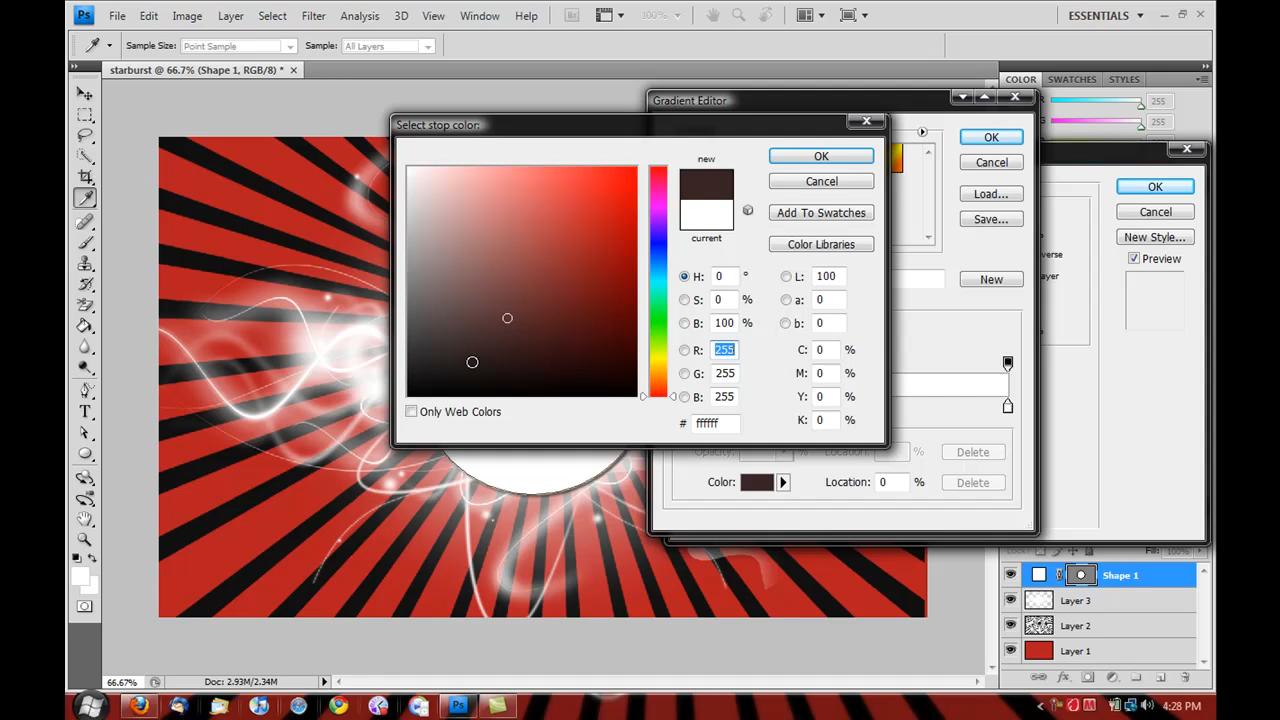 Ps File Edit Image Layer Select Filter Analysis 3D View Window Help Br 100% ESSENTIALS
Sample Size: Point Sample Sample: All Layers
starburst @ 66.7% (Shape 1, RGB/8) * ×
COLOR SWATCHES STYLES
255
255
Gradient Editor
OK
Cancel
Load...
Save...
New
Opacity: Location: % Delete
Color: Location: 0 % Delete
Select stop color:
new
current
OK
Cancel
Add To Swatches
Color Libraries
H: 0 °
S: 0 %
B: 100 %
R: 255
G: 255
B: 255
# ffffff
L: 100
a: 0
b: 0
C: 0 %
M: 0 %
Y: 0 %
K: 0 %
Only Web Colors
OK
Cancel
New Style...
Preview
Lock: Fill: 100%
Shape 1
Layer 3
Layer 2
Layer 1
66.67% Doc: 2.93M/2.34M
Ps
4:28 PM